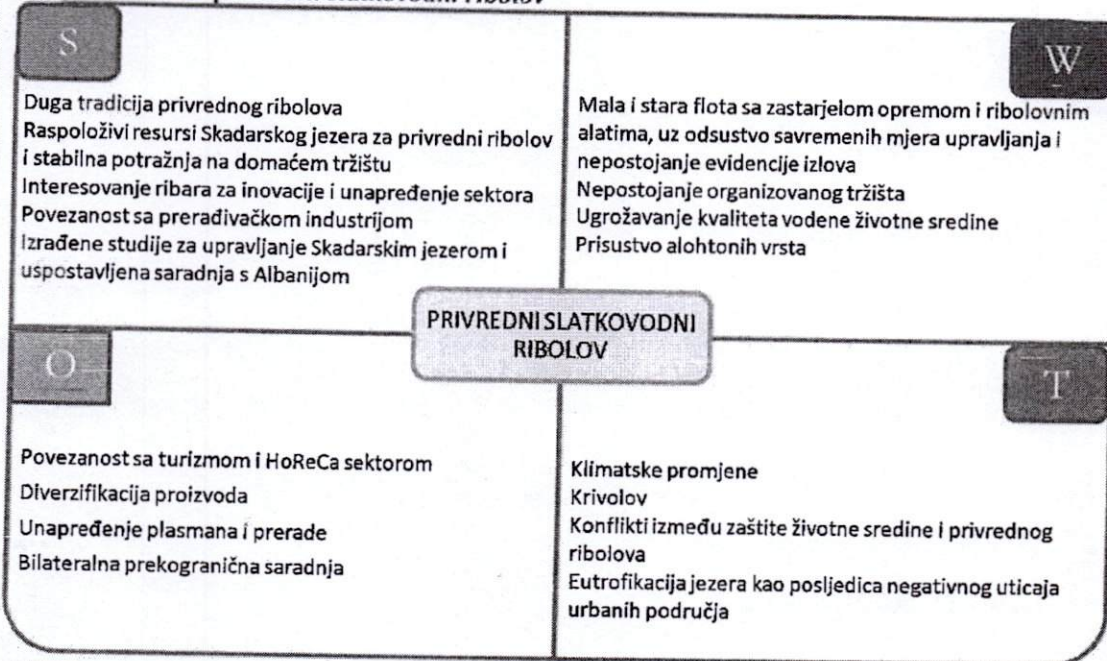 slatkovodni ribolov
S
Duga tradicija privrednog ribolova
Raspoloživi resursi Skadarskog jezera za privredni ribolov
i stabilna potražnja na domaćem tržištu
Interesovanje ribara za inovacije i unapređenje sektora
Povezanost sa prerađivačkom industrijom
Izrađene studije za upravljanje Skadarskim jezerom i
uspostavljena saradnja s Albanijom
W
Mala i stara flota sa zastarjelom opremom i ribolovnim
alatima, uz odsustvo savremenih mjera upravljanja i
nepostojanje evidencije izlova
Nepostojanje organizovanog tržišta
Ugrožavanje kvaliteta vodene životne sredine
Prisustvo alohtonih vrsta
PRIVREDNI SLATKOVODNI
RIBOLOV
O
Povezanost sa turizmom i HoReCa sektorom
Diverzifikacija proizvoda
Unapređenje plasmana i prerade
Bilateralna prekogranična saradnja
T
Klimatske promjene
Krivolov
Konflikti između zaštite životne sredine i privrednog
ribolova
Eutrofikacija jezera kao posljedica negativnog uticaja
urbanih područja